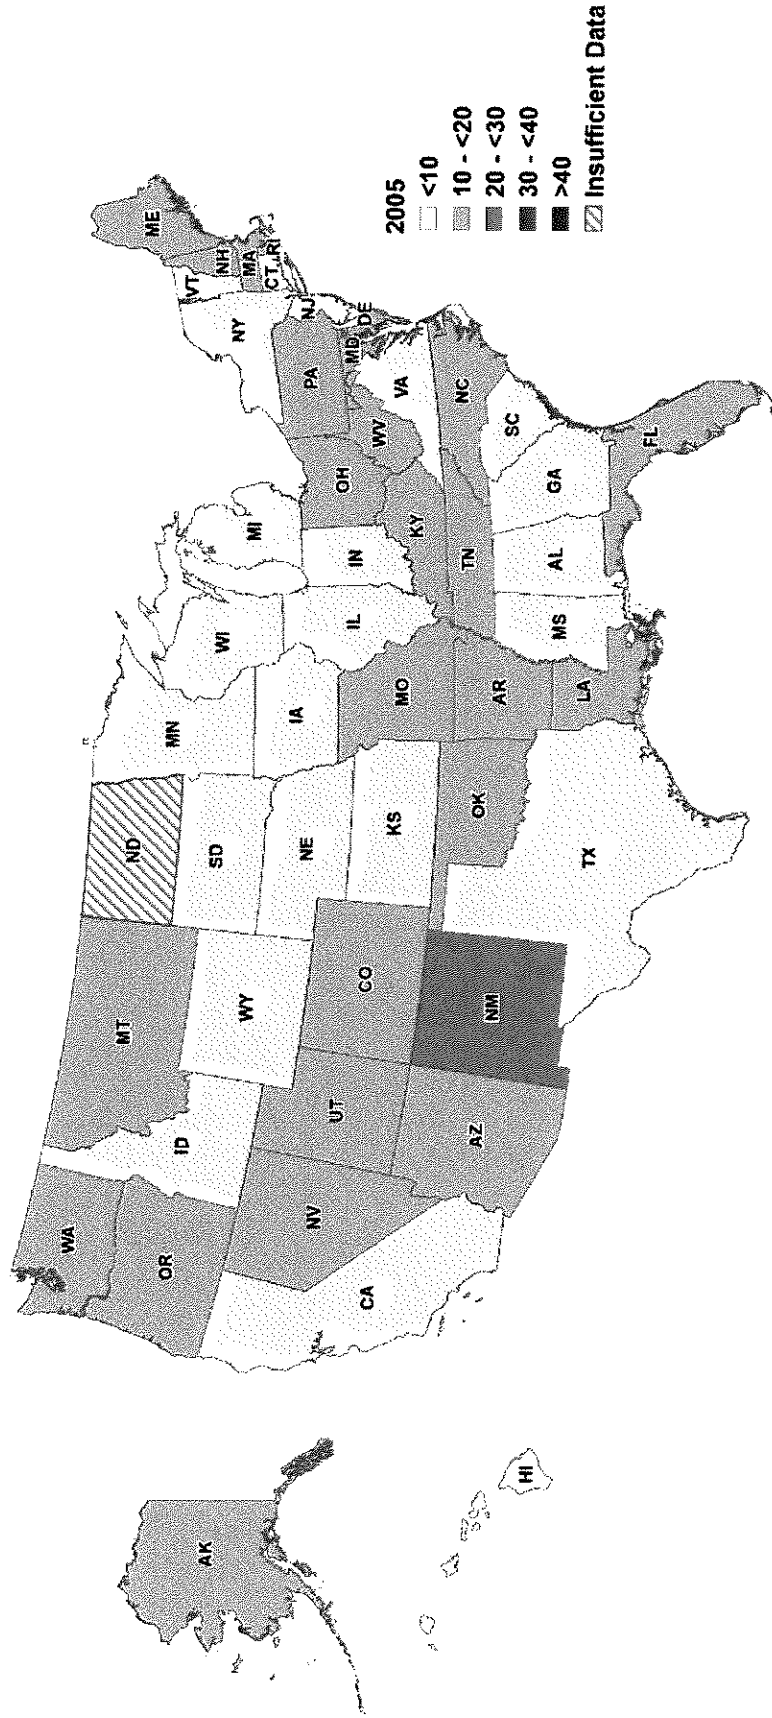 AK
HI
WA
OR
CA
NV
ID
MT
WY
UT
AZ
CO
NM
ND
SD
NE
KS
OK
TX
MN
IA
MO
AR
LA
WI
IL
MS
MI
IN
KY
TN
AL
OH
WV
GA
SC
NC
VA
FL
PA
NY
VT
NH
ME
MA
CT
RI
NJ
DE
MD
2005
<10
10 - <20
20 - <30
30 - <40
>40
Insufficient Data